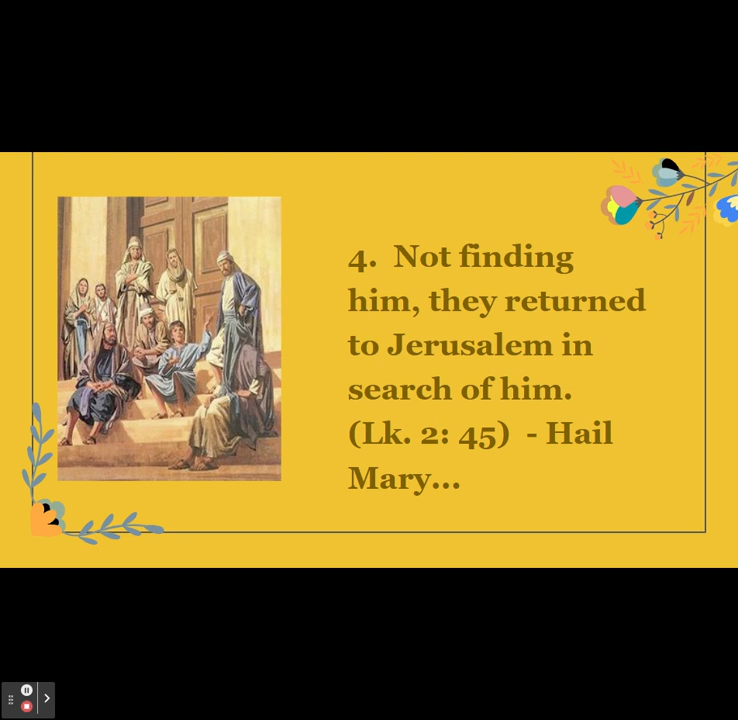 4.  Not finding
him, they returned
to Jerusalem in
search of him.
(Lk. 2: 45)  - Hail
Mary...